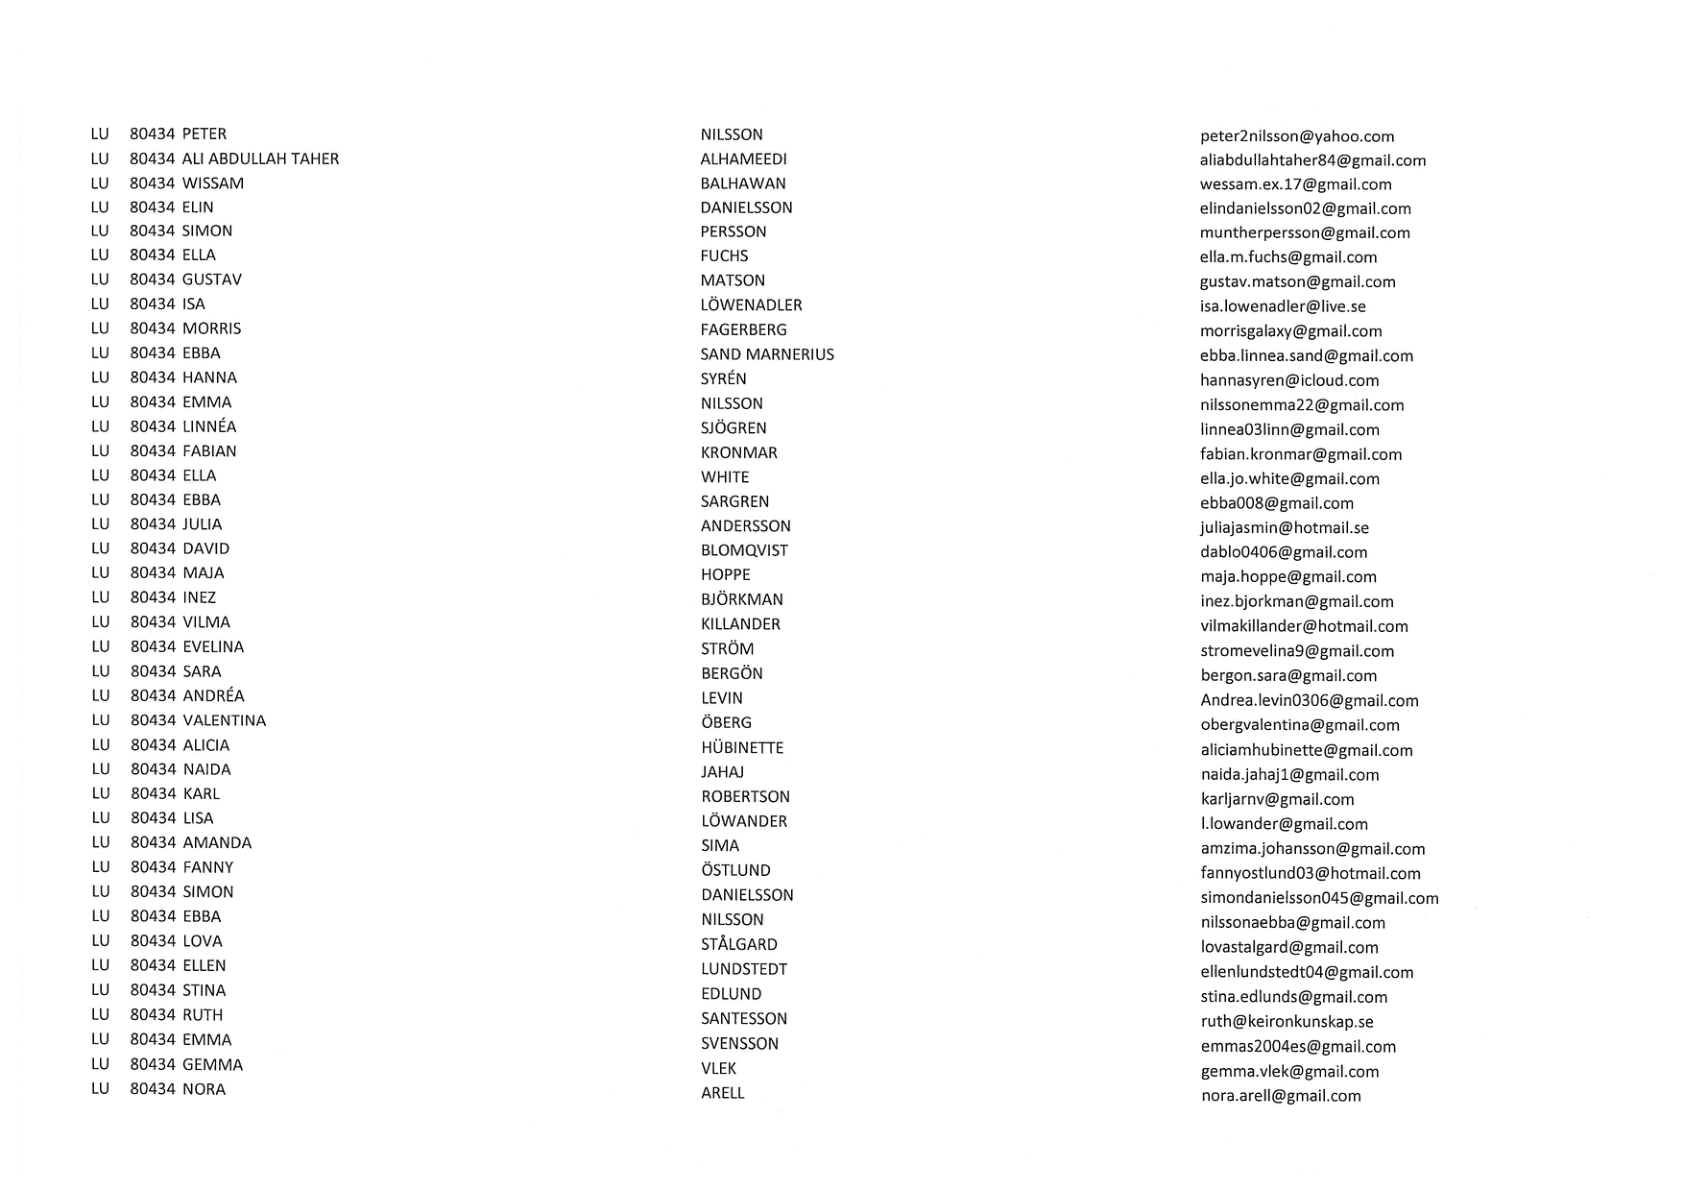 LU 80434 PETER NILSSON peter2nilsson@yahoo.com
LU 80434 ALI ABDULLAH TAHER ALHAMEEDI aliabdullahtaher84@gmail.com
LU 80434 WISSAM BALHAWAN wessam.ex.17@gmail.com
LU 80434 ELIN DANIELSSON elindanielsson02@gmail.com
LU 80434 SIMON PERSSON muntherpersson@gmail.com
LU 80434 ELLA FUCHS ella.m.fuchs@gmail.com
LU 80434 GUSTAV MATSON gustav.matson@gmail.com
LU 80434 ISA LÖWENADLER isa.lowenadler@live.se
LU 80434 MORRIS FAGERBERG morrisgalaxy@gmail.com
LU 80434 EBBA SAND MARNERIUS ebba.linnea.sand@gmail.com
LU 80434 HANNA SYRÉN hannasyren@icloud.com
LU 80434 EMMA NILSSON nilssonemma22@gmail.com
LU 80434 LINNÉA SJÖGREN linnea03linn@gmail.com
LU 80434 FABIAN KRONMAR fabian.kronmar@gmail.com
LU 80434 ELLA WHITE ella.jo.white@gmail.com
LU 80434 EBBA SARGREN ebba008@gmail.com
LU 80434 JULIA ANDERSSON juliajasmin@hotmail.se
LU 80434 DAVID BLOMQVIST dablo0406@gmail.com
LU 80434 MAJA HOPPE maja.hoppe@gmail.com
LU 80434 INEZ BJÖRKMAN inez.bjorkman@gmail.com
LU 80434 VILMA KILLANDER vilmakillander@hotmail.com
LU 80434 EVELINA STRÖM stromevelina9@gmail.com
LU 80434 SARA BERGÖN bergon.sara@gmail.com
LU 80434 ANDRÉA LEVIN Andrea.levin0306@gmail.com
LU 80434 VALENTINA ÖBERG obergvalentina@gmail.com
LU 80434 ALICIA HÜBINETTE aliciamhubinette@gmail.com
LU 80434 NAIDA JAHAJ naida.jahaj1@gmail.com
LU 80434 KARL ROBERTSON karljarnv@gmail.com
LU 80434 LISA LÖWANDER l.lowander@gmail.com
LU 80434 AMANDA SIMA amzima.johansson@gmail.com
LU 80434 FANNY ÖSTLUND fannyostlund03@hotmail.com
LU 80434 SIMON DANIELSSON simondanielsson045@gmail.com
LU 80434 EBBA NILSSON nilssonaebba@gmail.com
LU 80434 LOVA STÅLGARD lovastalgard@gmail.com
LU 80434 ELLEN LUNDSTEDT ellenlundstedt04@gmail.com
LU 80434 STINA EDLUND stina.edlunds@gmail.com
LU 80434 RUTH SANTESSON ruth@keironkunskap.se
LU 80434 EMMA SVENSSON emmas2004es@gmail.com
LU 80434 GEMMA VLEK gemma.vlek@gmail.com
LU 80434 NORA ARELL nora.arell@gmail.com